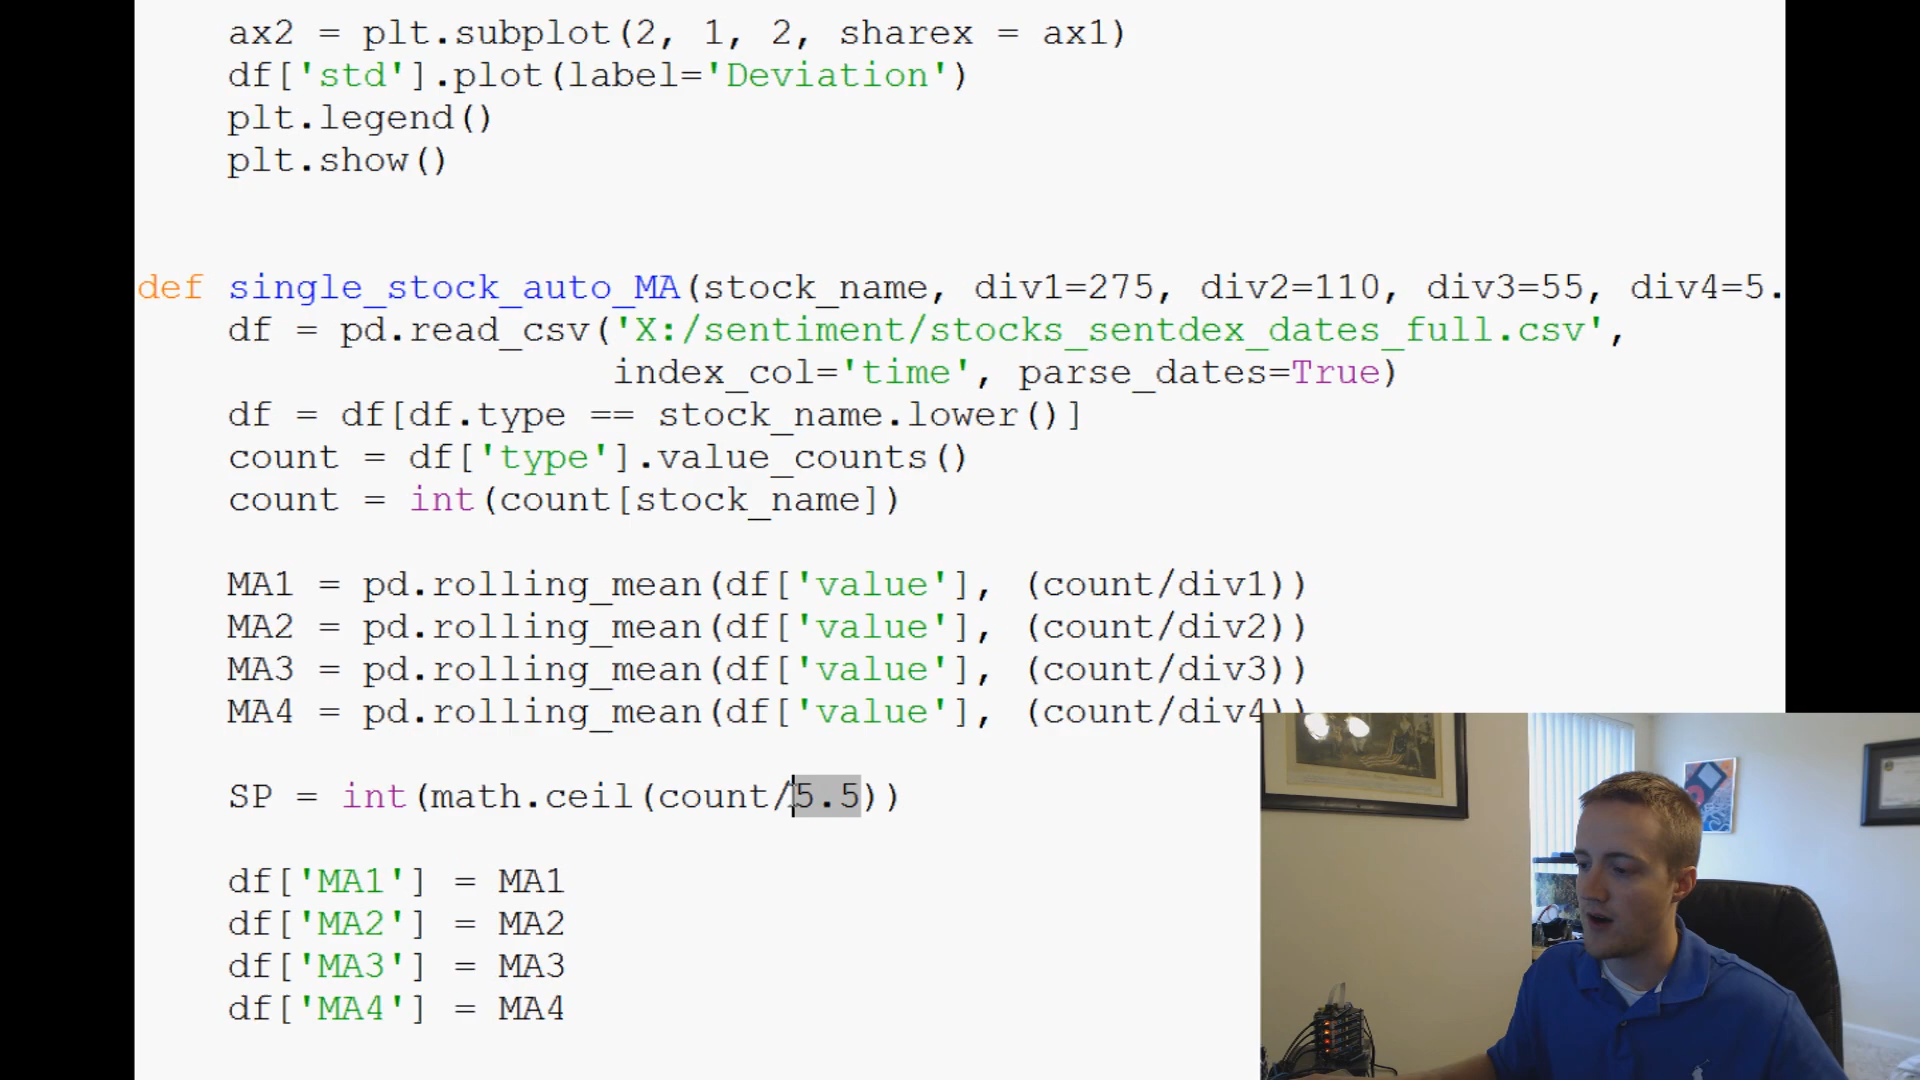 ax2 = plt.subplot(2, 1, 2, sharex = ax1)
df['std'].plot(label='Deviation')
plt.legend()
plt.show()
def single_stock_auto_MA(stock_name, div1=275, div2=110, div3=55, div4=5.
df = pd.read_csv('X:/sentiment/stocks_sentdex_dates_full.csv',
index_col='time', parse_dates=True)
df = df[df.type == stock_name.lower()]
count = df['type'].value_counts()
count = int(count[stock_name])
MA1 = pd.rolling_mean(df['value'], (count/div1))
MA2 = pd.rolling_mean(df['value'], (count/div2))
MA3 = pd.rolling_mean(df['value'], (count/div3))
MA4 = pd.rolling_mean(df['value'], (count/div4))
SP = int(math.ceil(count/5.5))
df['MA1'] = MA1
df['MA2'] = MA2
df['MA3'] = MA3
df['MA4'] = MA4